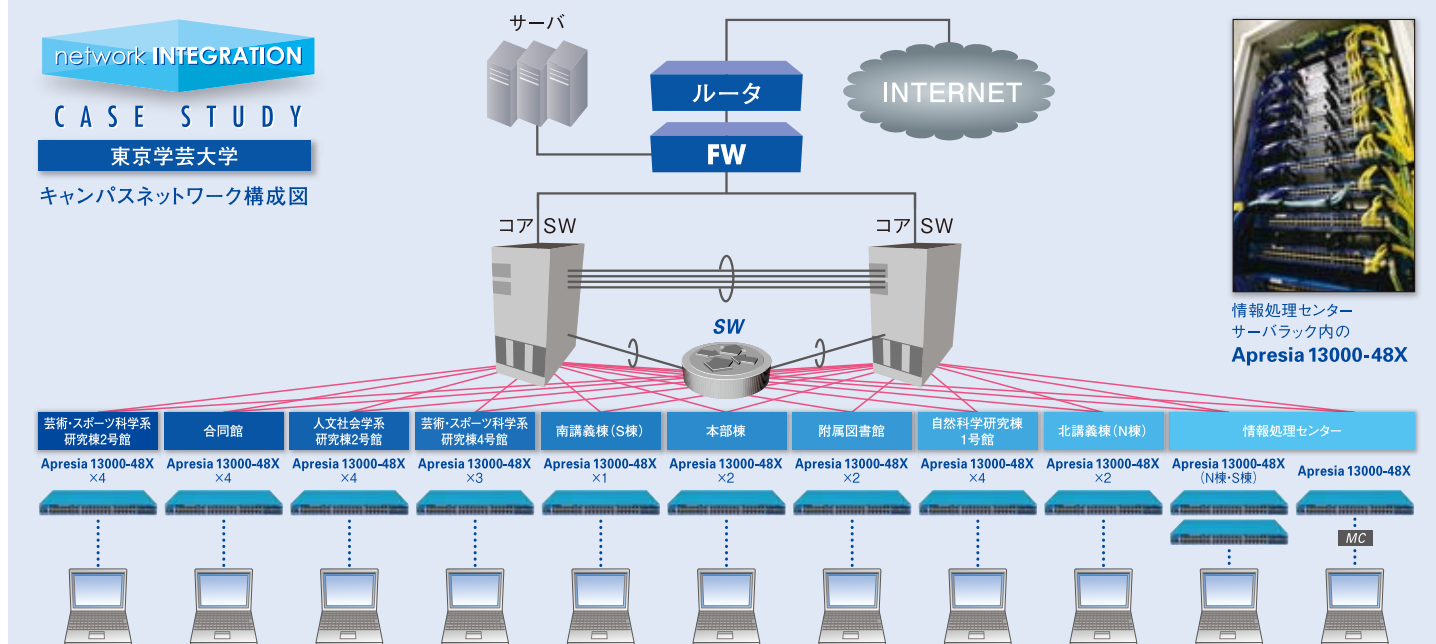 network INTEGRATION
CASE STUDY
東京学芸大学
キャンパスネットワーク構成図
サーバ
ルータ
INTERNET
FW
コア SW
コア SW
SW
情報処理センター
サーバラック内の
Apresia 13000-48X
芸術・スポーツ科学系
研究棟2号館
合同館
人文社会学系
研究棟2号館
芸術・スポーツ科学系
研究棟4号館
南講義棟(S棟)
本部棟
附属図書館
自然科学研究棟
1号館
北講義棟(N棟)
情報処理センター
Apresia 13000-48X
×4
Apresia 13000-48X
×4
Apresia 13000-48X
×4
Apresia 13000-48X
×3
Apresia 13000-48X
×1
Apresia 13000-48X
×2
Apresia 13000-48X
×2
Apresia 13000-48X
×4
Apresia 13000-48X
×2
Apresia 13000-48X
(N棟・S棟)
Apresia 13000-48X
MC